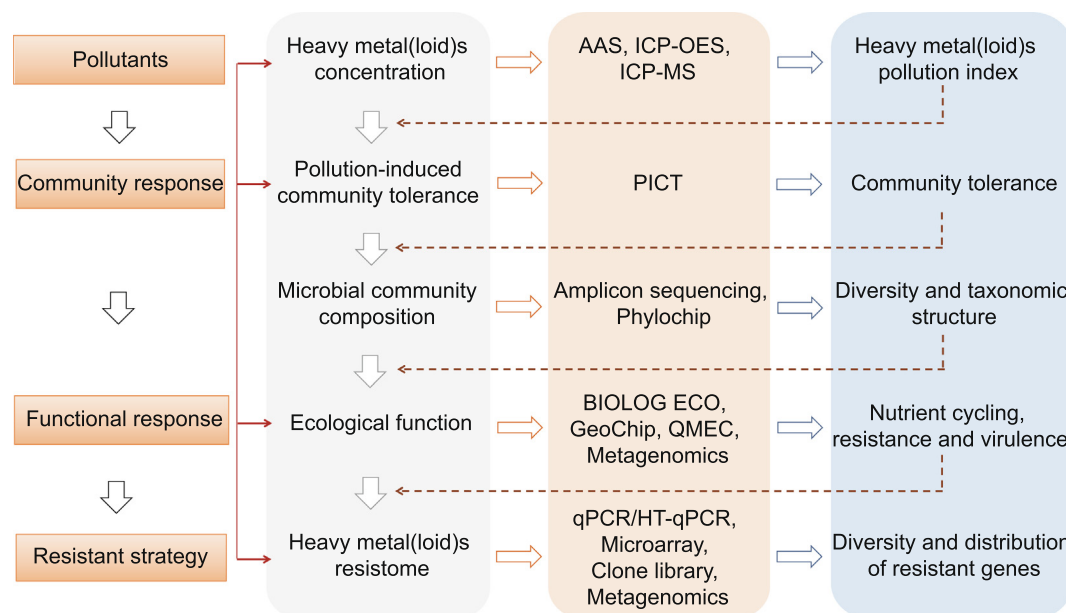 Pollutants
Heavy metal(loid)s
concentration
AAS, ICP-OES,
ICP-MS
Heavy metal(loid)s
pollution index
Community response
Pollution-induced
community tolerance
PICT
Community tolerance
Microbial community
composition
Amplicon sequencing,
Phylochip
Diversity and taxonomic
structure
Functional response
Ecological function
BIOLOG ECO,
GeoChip, QMEC,
Metagenomics
Nutrient cycling,
resistance and virulence
Resistant strategy
Heavy metal(loid)s
resistome
qPCR/HT-qPCR,
Microarray,
Clone library,
Metagenomics
Diversity and distribution
of resistant genes